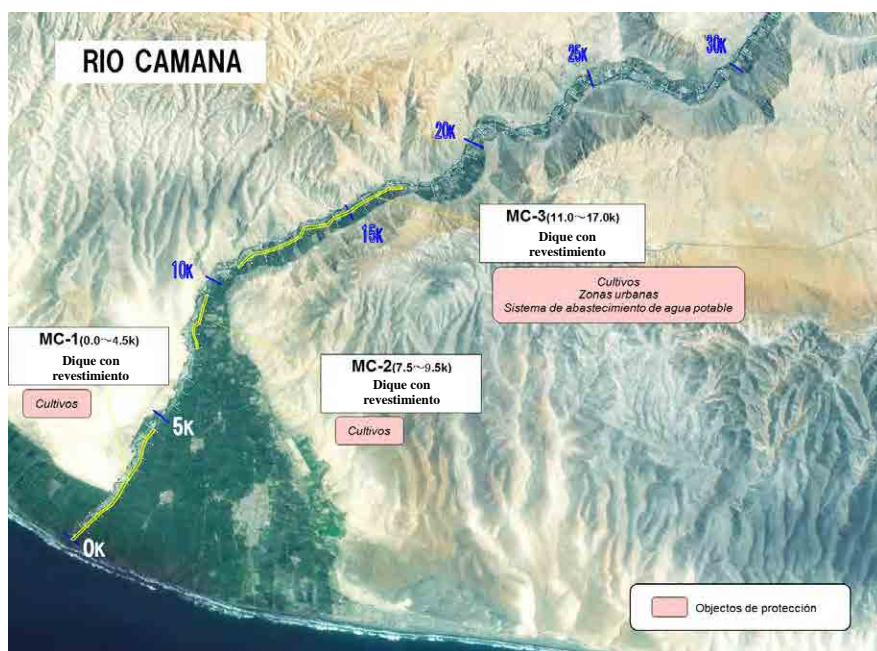 RIO CAMANA
30K
25K
20K
15K
10K
MC-3(11.0~17.0k)
Dique con
revestimiento
Cultivos
Zonas urbanas
Sistema de abastecimiento de agua potable
MC-1(0.0~4.5k)
Dique con
revestimiento
Cultivos
MC-2(7.5~9.5k)
Dique con
revestimiento
Cultivos
5K
0K
Objectos de protección